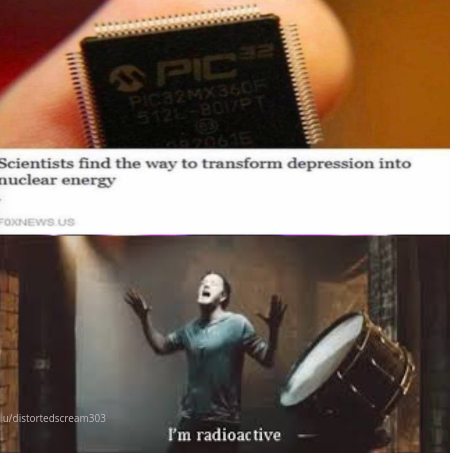 PIC32
PIC32MX360F
512L-80I/PT
Scientists find the way to transform depression into
nuclear energy
FOXNEWS.US
u/distortedscream303
I'm radioactive